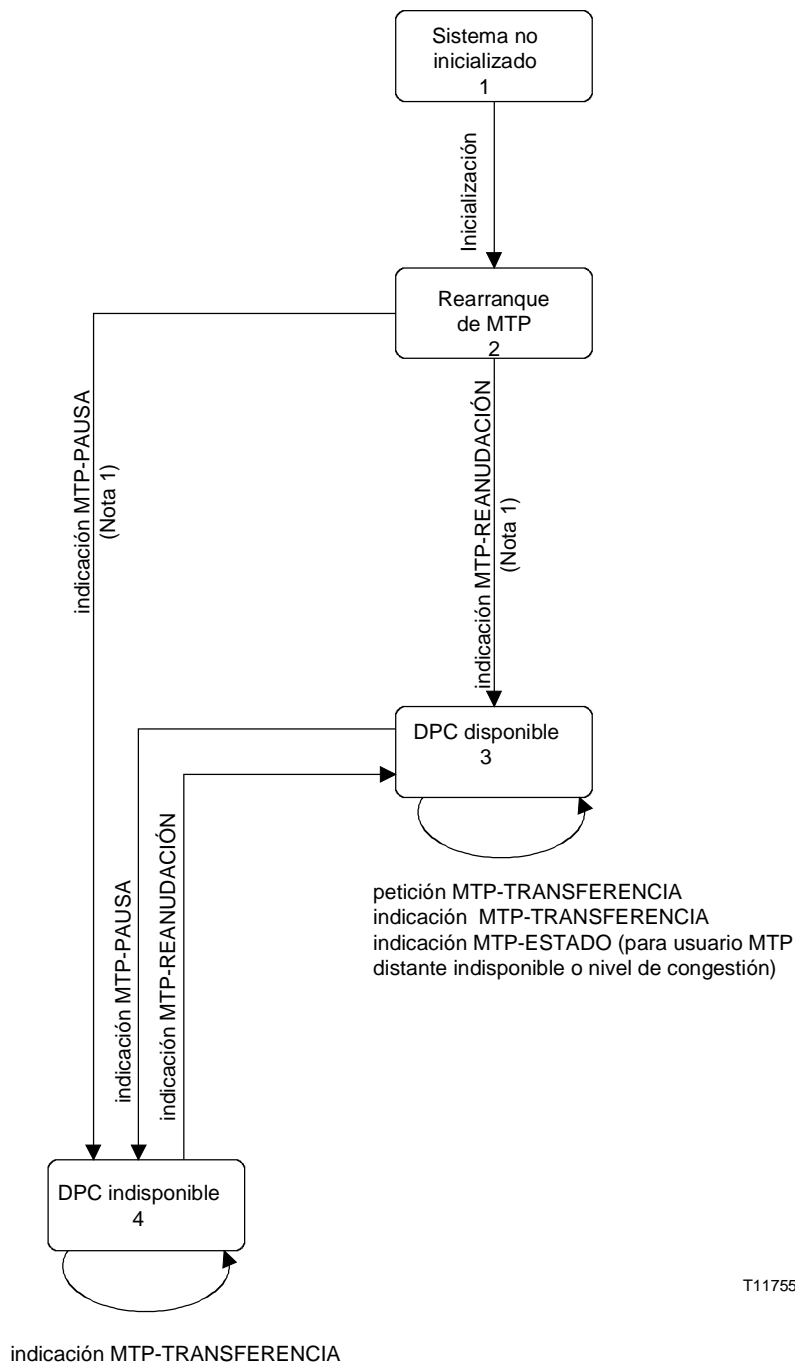 Sistema no
inicializado
1
Inicialización
Rearranque
de MTP
2
indicación MTP-PAUSA
(Nota 1)
indicación MTP-REANUDACIÓN
(Nota 1)
DPC disponible
3
petición MTP-TRANSFERENCIA
indicación  MTP-TRANSFERENCIA
indicación MTP-ESTADO (para usuario MTP
distante indisponible o nivel de congestión)
indicación MTP-PAUSA
indicación MTP-REANUDACIÓN
DPC indisponible
4
T11755
indicación MTP-TRANSFERENCIA